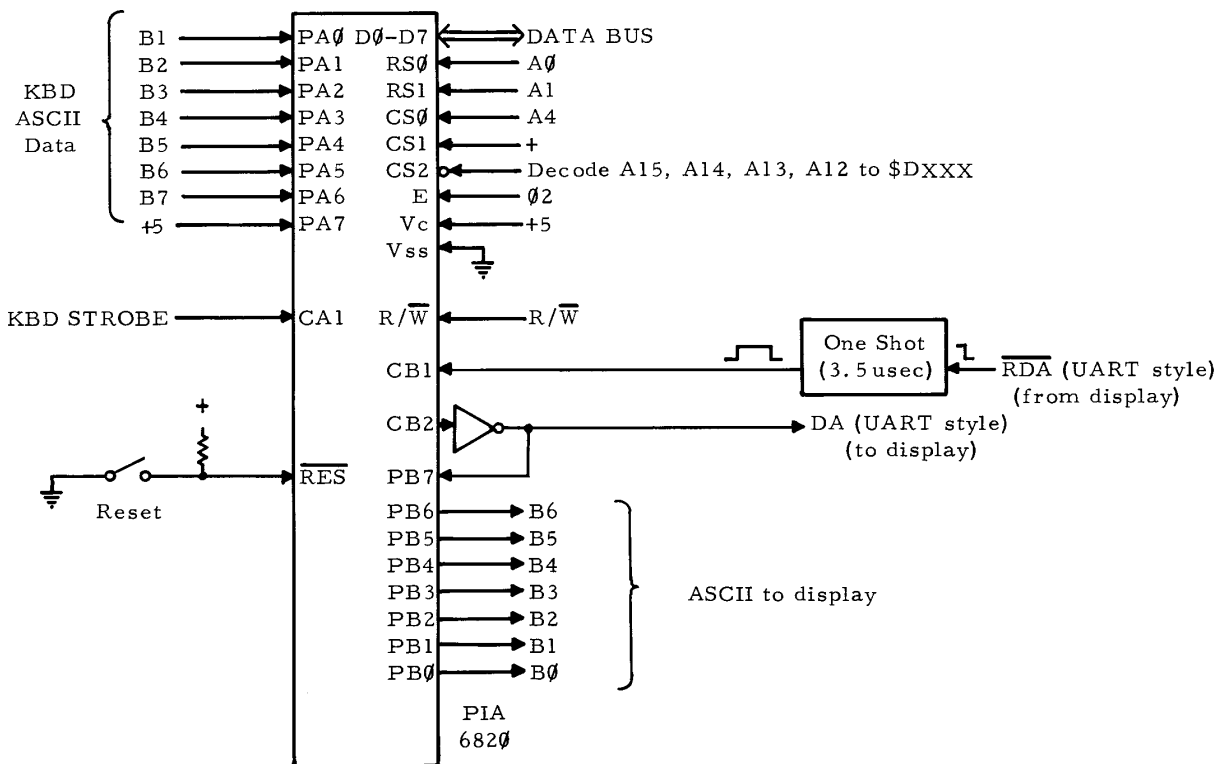 KBD
ASCII
Data
B1
B2
B3
B4
B5
B6
B7
+5
PA0̸
PA1
PA2
PA3
PA4
PA5
PA6
PA7
KBD STROBE
CA1
+
Reset
R̅E̅S̅
D0̸-D7
RS0̸
RS1
CS0̸
CS1
CS2
E
Vc
Vss
R/W̅
CB1
CB2
PB7
PB6
PB5
PB4
PB3
PB2
PB1
PB0̸
DATA BUS
A0̸
A1
A4
+
Decode A15, A14, A13, A12 to $DXXX
0̸2
+5
R/W̅
One Shot
(3.5usec)
R̅D̅A̅ (UART style)
(from display)
DA (UART style)
(to display)
B6
B5
B4
B3
B2
B1
B0̸
ASCII to display
PIA
6820̸